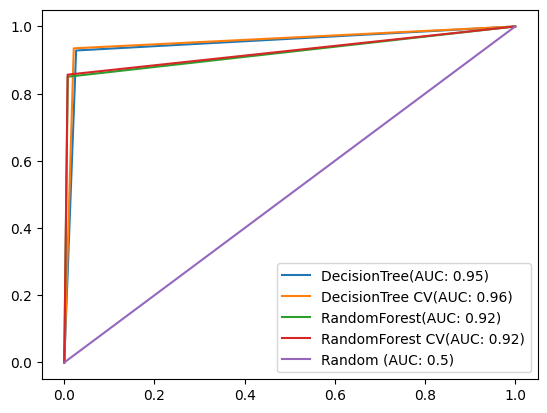 1.0
0.8
0.6
0.4
0.2
0.0
DecisionTree(AUC: 0.95)
DecisionTree CV(AUC: 0.96)
RandomForest(AUC: 0.92)
RandomForest CV(AUC: 0.92)
Random (AUC: 0.5)
0.0 0.2 0.4 0.6 0.8 1.0